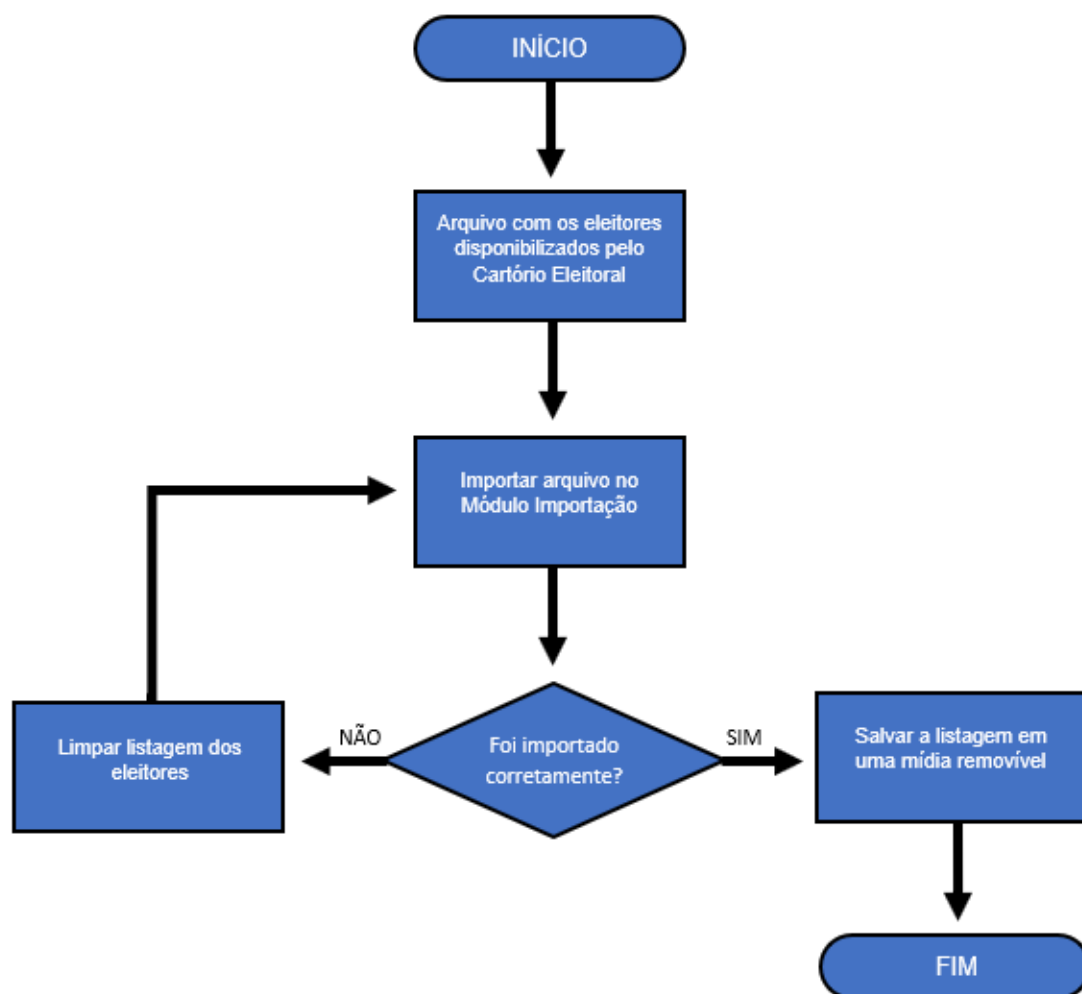 INÍCIO
Arquivo com os eleitores
disponibilizados pelo
Cartório Eleitoral
Importar arquivo no
Módulo Importação
NÃO
SIM
Limpar listagem dos
eleitores
Foi importado
corretamente?
Salvar a listagem em
uma mídia removível
FIM